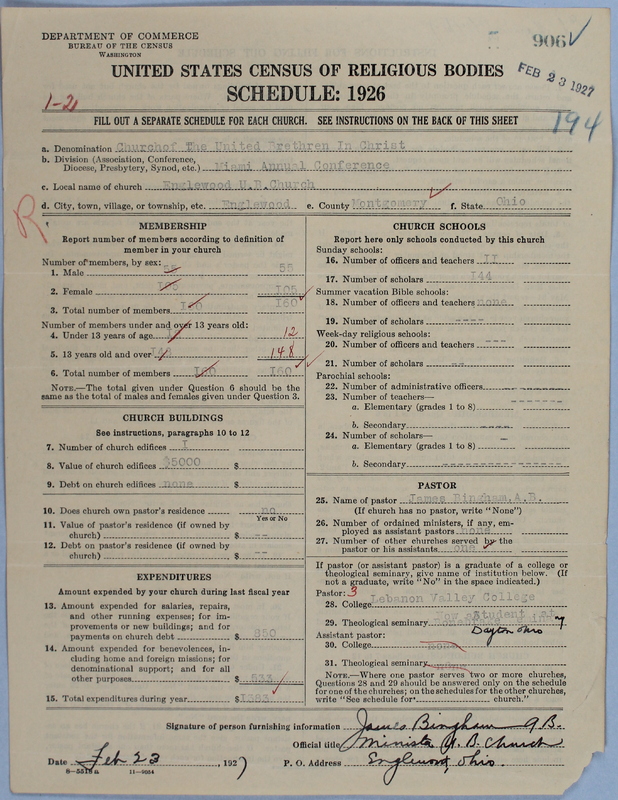 DEPARTMENT OF COMMERCE
BUREAU OF THE CENSUS
WASHINGTON
906✓
UNITED STATES CENSUS OF RELIGIOUS BODIES
FEB 23 1927
SCHEDULE: 1926
194
FILL OUT A SEPARATE SCHEDULE FOR EACH CHURCH. SEE INSTRUCTIONS ON THE BACK OF THIS SHEET
a. Denomination Churchof The United Brethren In Christ
b. Division (Association, Conference,
Diocese, Presbytery, Synod, etc.) Miami Annual Conference
c. Local name of church Englewood U.B.Church
d. City, town, village, or township, etc. Englewood e. County Montgomery f. State Ohio
R
MEMBERSHIP
Report number of members according to definition of
member in your church
Number of members, by sex:
1. Male 55 55
2. Female 105 105
3. Total number of members 160 160
Number of members under and over 13 years old:
4. Under 13 years of age 12
5. 13 years old and over 148 148
6. Total number of members 160 160
NOTE.—The total given under Question 6 should be
same as the total of males and females given under Question 3.
CHURCH BUILDINGS
See instructions, paragraphs 10 to 12
7. Number of church edifices I
8. Value of church edifices $5000 $
9. Debt on church edifices none $
10. Does church own pastor's residence no
Yes or No
11. Value of pastor's residence (if owned by
church) $ --
12. Debt on pastor's residence (if owned by
church) $ --
EXPENDITURES
Amount expended by your church during last fiscal year
13. Amount expended for salaries, repairs,
and other running expenses; for im-
provements or new buildings; and for
payments on church debt $ 850
14. Amount expended for benevolences, in-
cluding home and foreign missions; for
denominational support; and for all
other purposes $ 533
15. Total expenditures during year $ 1383
CHURCH SCHOOLS
Report here only schools conducted by this church
Sunday schools:
16. Number of officers and teachers II
17. Number of scholars I44
Summer vacation Bible schools:
18. Number of officers and teachers none
19. Number of scholars ----
Week-day religious schools:
20. Number of officers and teachers ---
21. Number of scholars --
Parochial schools:
22. Number of administrative officers
23. Number of teachers—
a. Elementary (grades 1 to 8)
b. Secondary
24. Number of scholars—
a. Elementary (grades 1 to 8)
b. Secondary
PASTOR
25. Name of pastor James Bingham,A.B.
(If church has no pastor, write "None")
26. Number of ordained ministers, if any, em-
ployed as assistant pastors none
27. Number of other churches served by the
pastor or his assistants one
If pastor (or assistant pastor) is a graduate of a college or
theological seminary, give name of institution below. (If
not a graduate, write "No" in the space indicated.)
Pastor: 3
28. College Lebanon Valley College
29. Theological seminary Now Student at
Dayton Ohio
Assistant pastor:
30. College none
31. Theological seminary
NOTE.—Where one pastor serves two or more churches,
Questions 28 and 29 should be answered only on the schedule
for one of the churches; on the schedules for the other churches,
write "See schedule for church."
Signature of person furnishing information James Bingham A.B.
Official title Minister U.B. Church
Date Feb 23, 1927 P. O. Address Englewood, Ohio.
8-5518a 11-9024